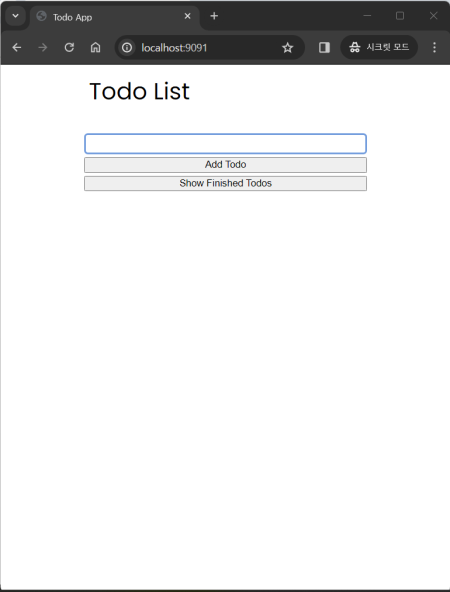 Todo App
localhost:9091
시크릿 모드
Todo List
Add Todo
Show Finished Todos